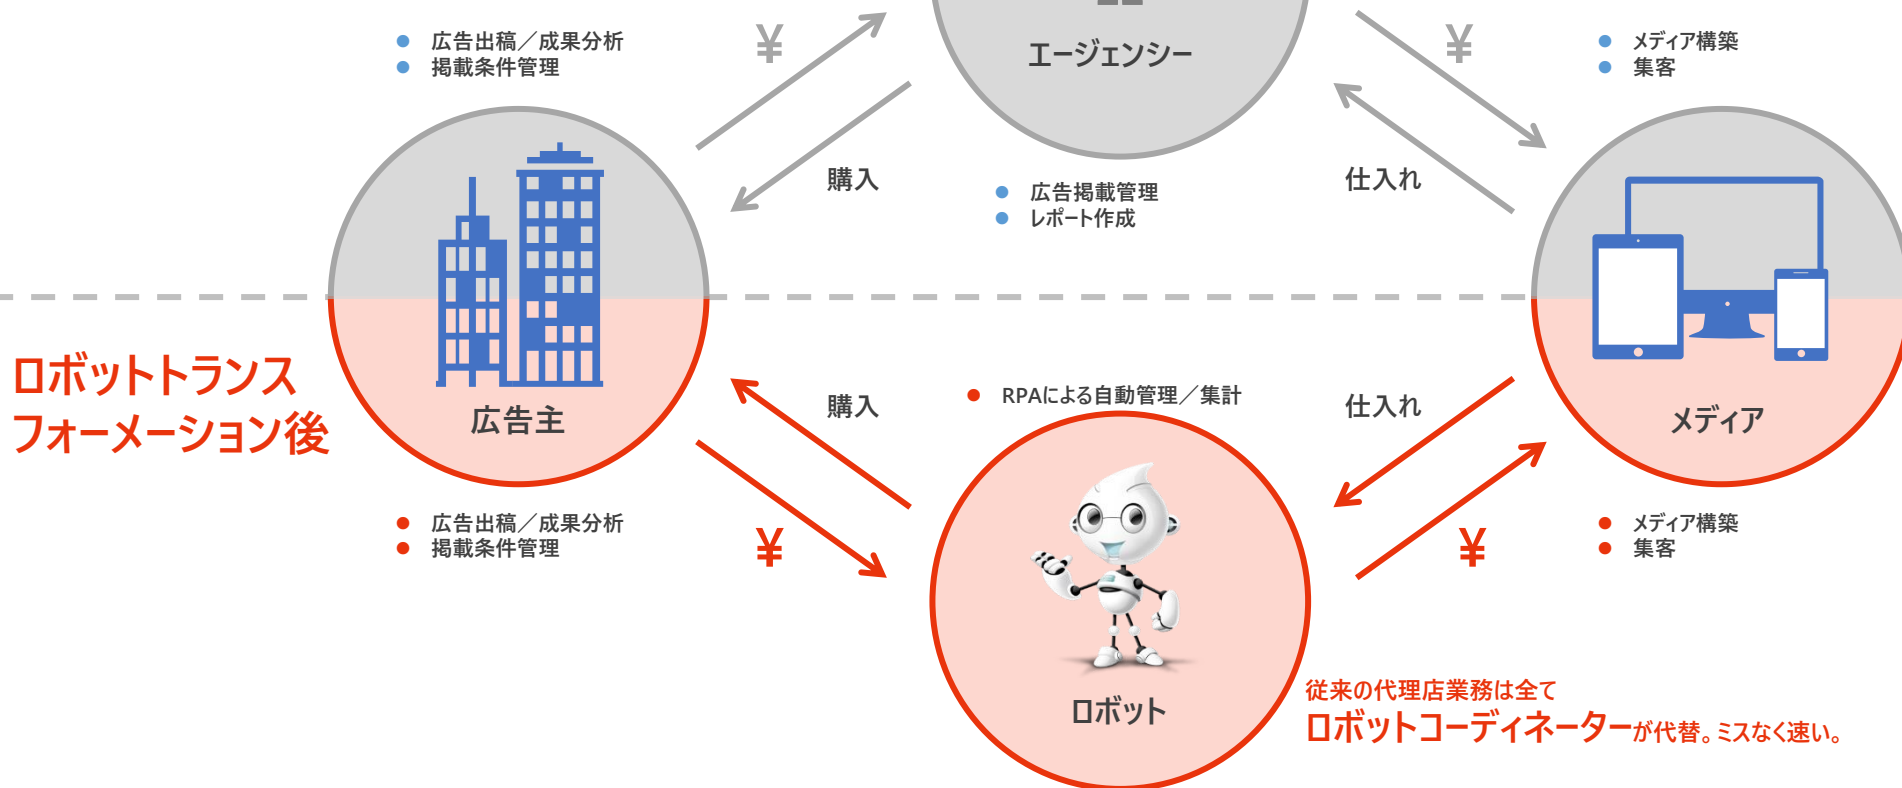 広告出稿／成果分析
掲載条件管理
¥
エージェンシー
¥
メディア構築
集客
購入
広告掲載管理
レポート作成
仕入れ
ロボットトランス
フォーメーション後
広告主
購入
RPAによる自動管理／集計
仕入れ
メディア
広告出稿／成果分析
掲載条件管理
¥
¥
メディア構築
集客
ロボット
従来の代理店業務は全て
ロボットコーディネーターが代替。ミスなく速い。